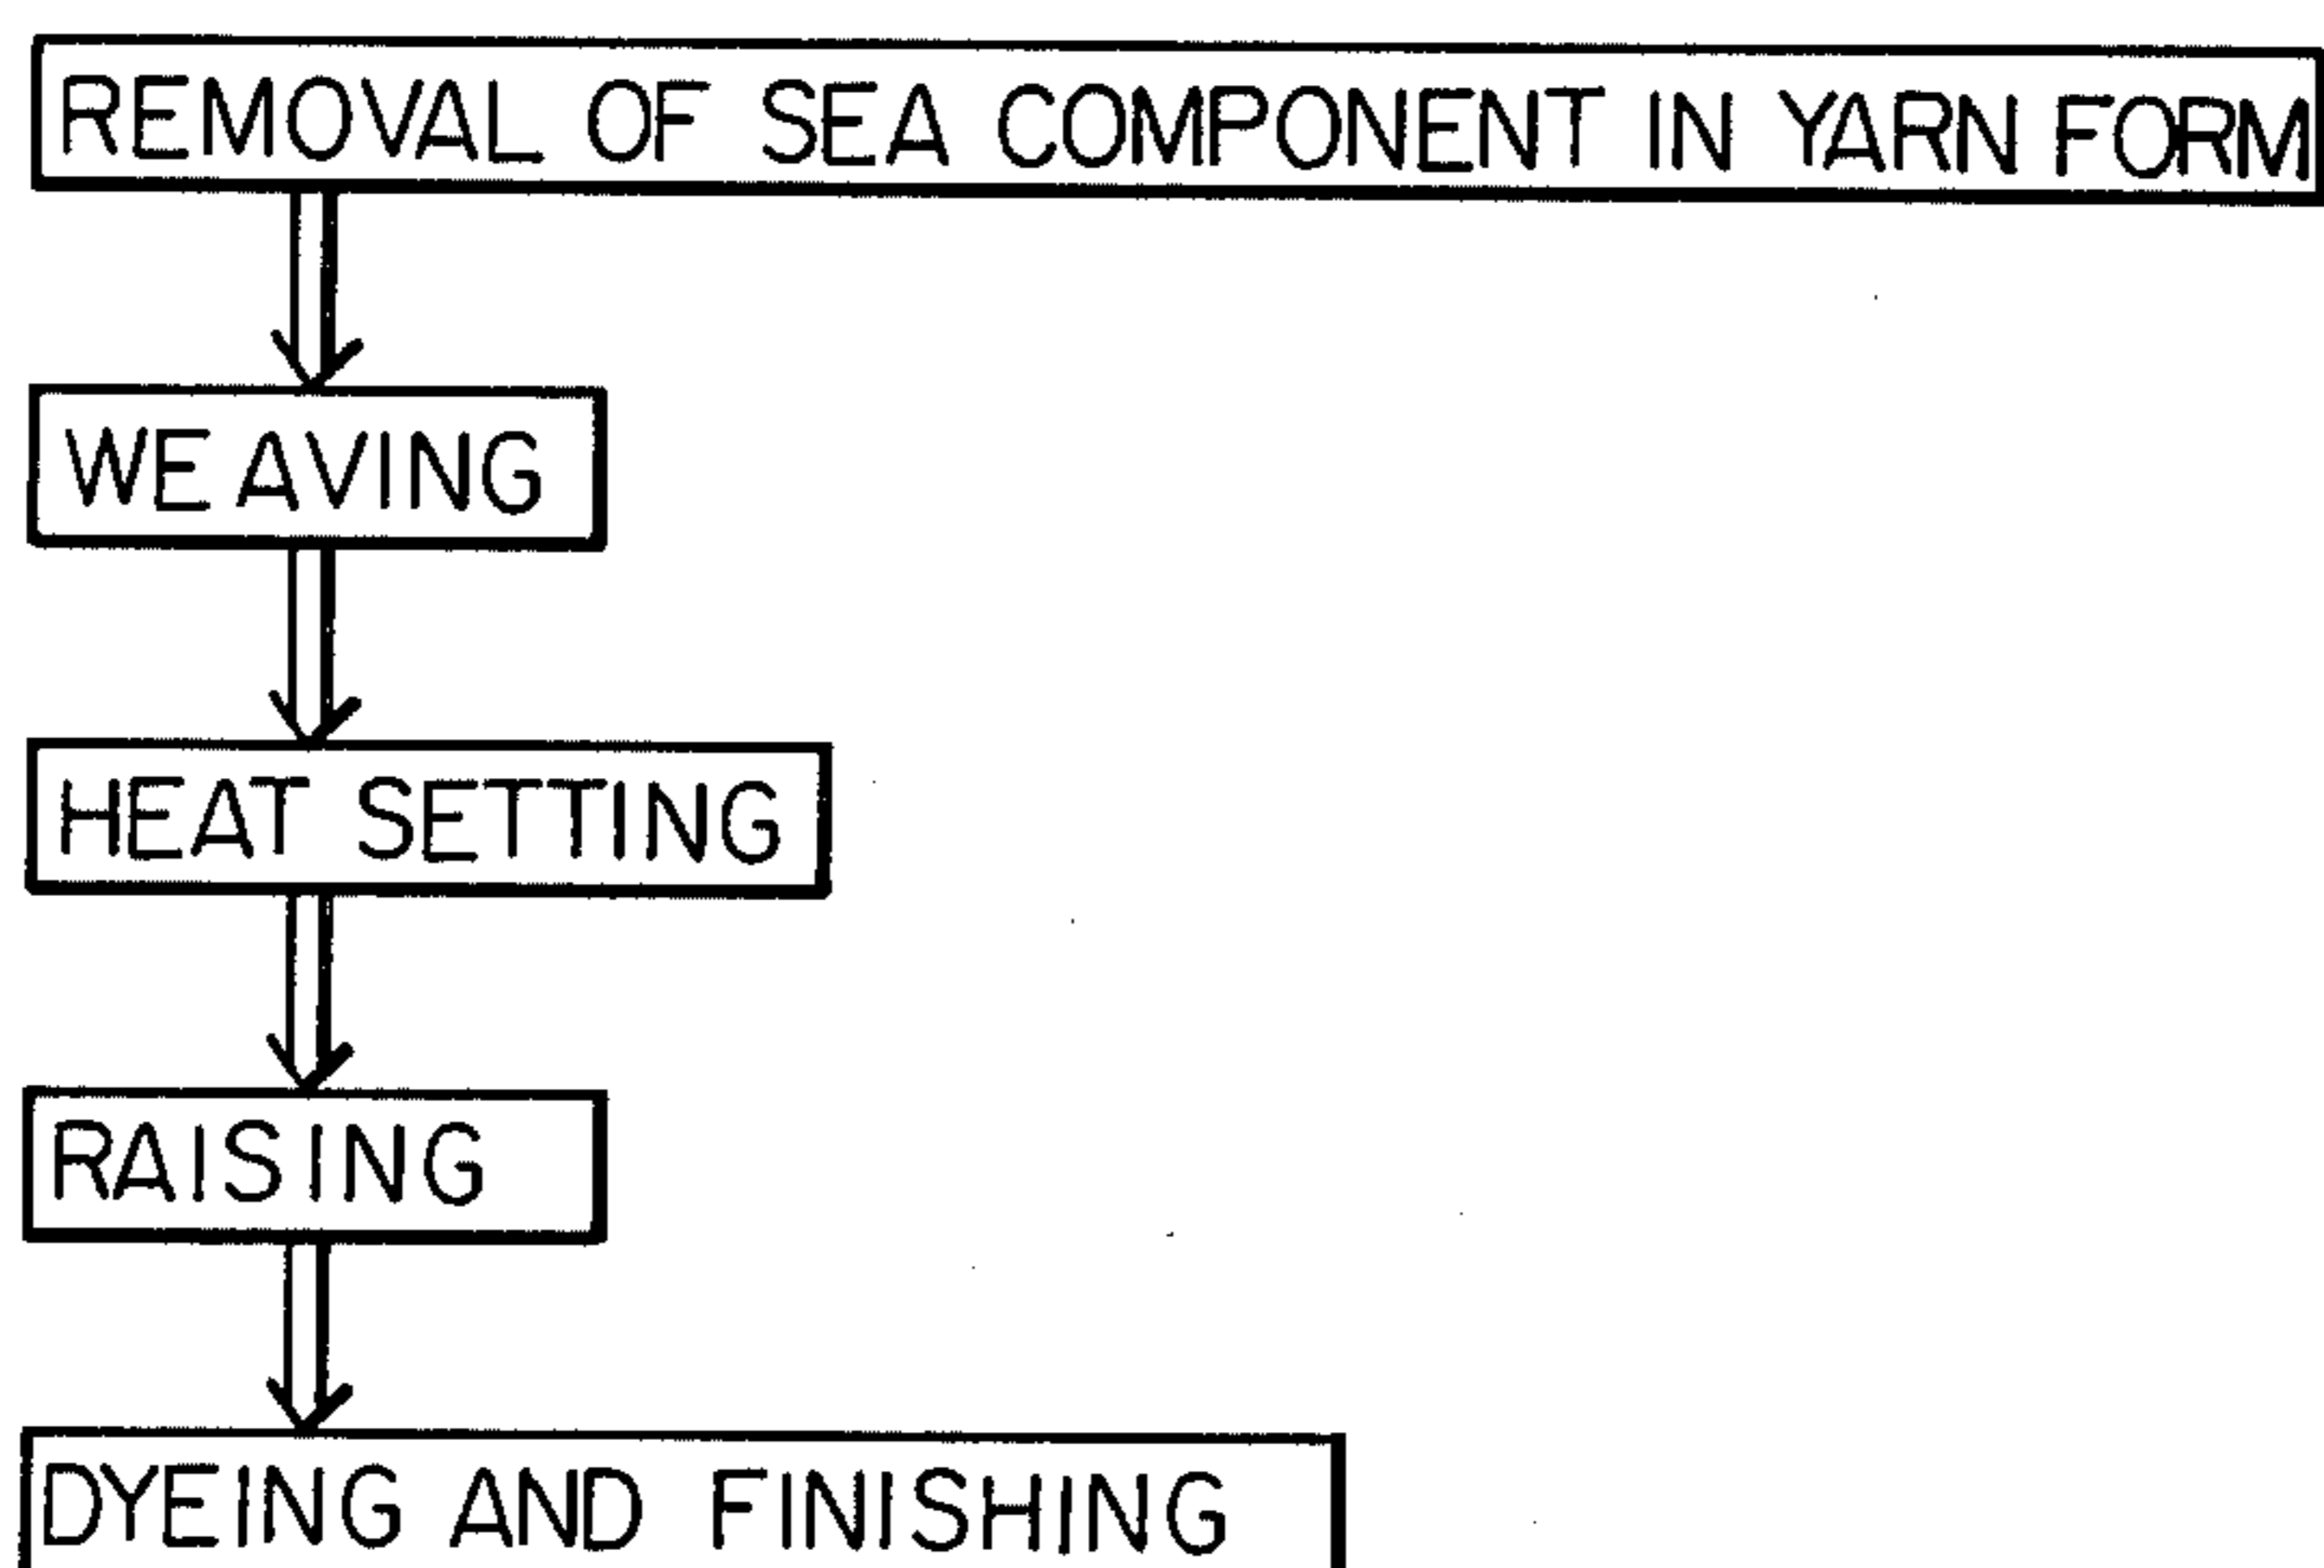 REMOVAL OF SEA COMPONENT IN YARN FORM
WEAVING
HEAT SETTING
RAISING
DYEING AND FINISHING